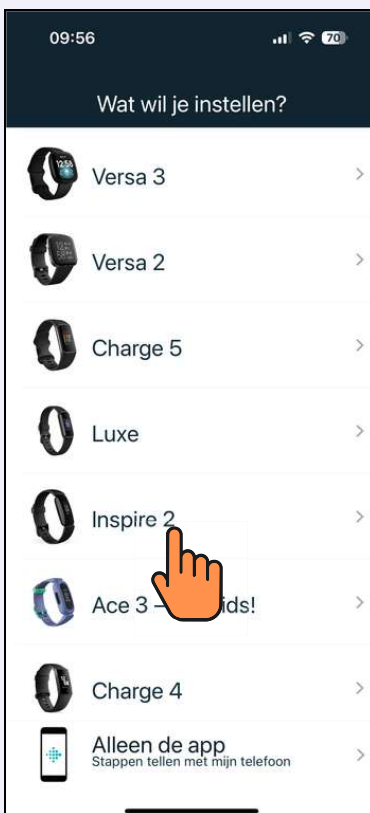 09:56
70
Wat wil je instellen?
Versa 3
Versa 2
Charge 5
Luxe
Inspire 2
Ace 3 – ids!
Charge 4
Alleen de app
Stappen tellen met mijn telefoon